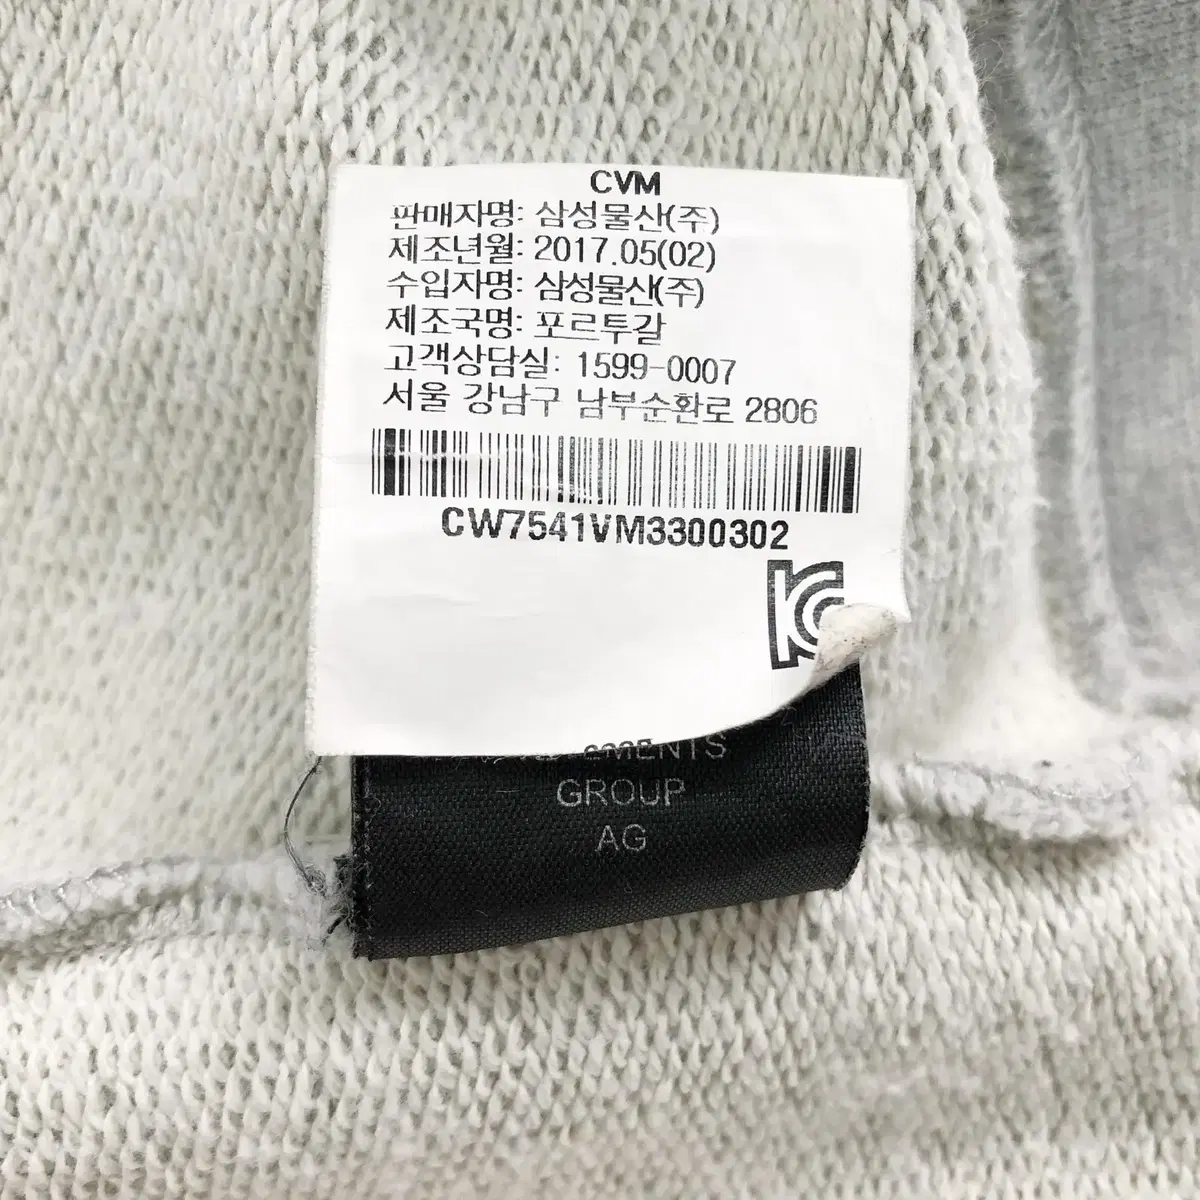 CVM
판매자명: 삼성물산(주)
제조년월: 2017.05(02)
수입자명: 삼성물산(주)
제조국명: 포르투갈
고객상담실: 1599-0007
서울 강남구 남부순환로 2806
CW7541VM3300302
GROUP
AG